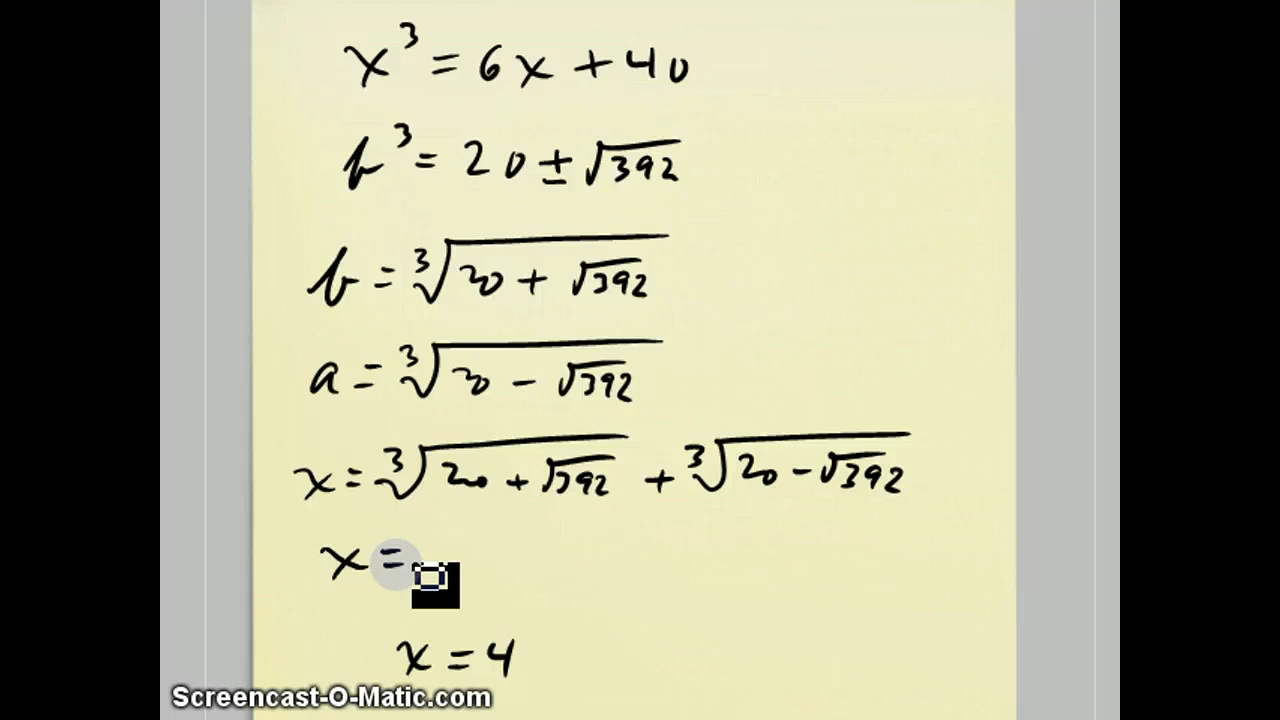 x³ = 6x + 40
b³ = 20 ± √392
b = ∛(20 + √392)
a = ∛(20 - √392)
x = ∛(20 + √392) + ∛(20 - √392)
x =
x = 4
Screencast-O-Matic.com